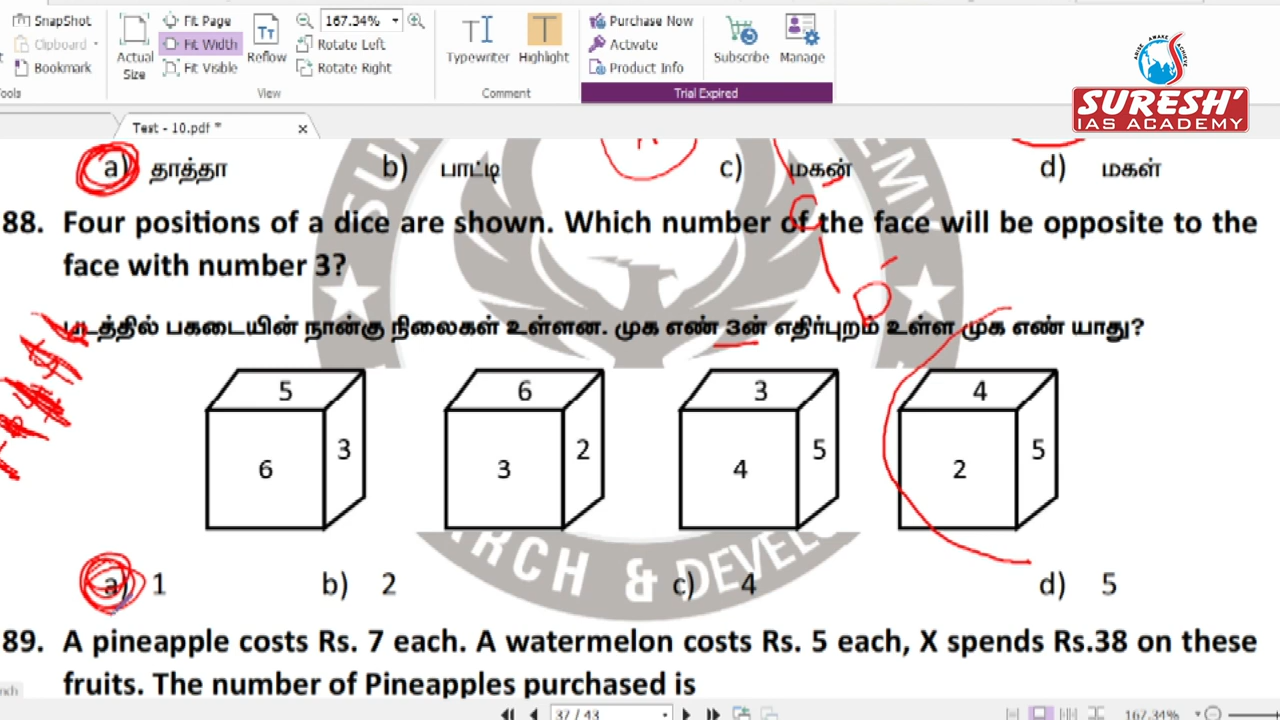 SnapShot
Clipboard
Bookmark
Actual Size
Fit Page
Fit Width
Fit Visible
Reflow
167.34%
Rotate Left
Rotate Right
View
Typewriter
Highlight
Comment
Purchase Now
Activate
Product Info
Subscribe
Manage
Trial Expired
ARISE AWAKE ACHIEVE
SURESH'
IAS ACADEMY
Test - 10.pdf *
a) தாத்தா b) பாட்டி c) மகன் d) மகள்
88. Four positions of a dice are shown. Which number of the face will be opposite to the
face with number 3?
படத்தில் பகடையின் நான்கு நிலைகள் உள்ளன. முக எண் 3ன் எதிர்புறம் உள்ள முக எண் யாது?
5 6 3 4
6 3 3 2 4 5 2 5
a) 1 b) 2 c) 4 d) 5
89. A pineapple costs Rs. 7 each. A watermelon costs Rs. 5 each, X spends Rs.38 on these
fruits. The number of Pineapples purchased is
37 / 43
167.34%